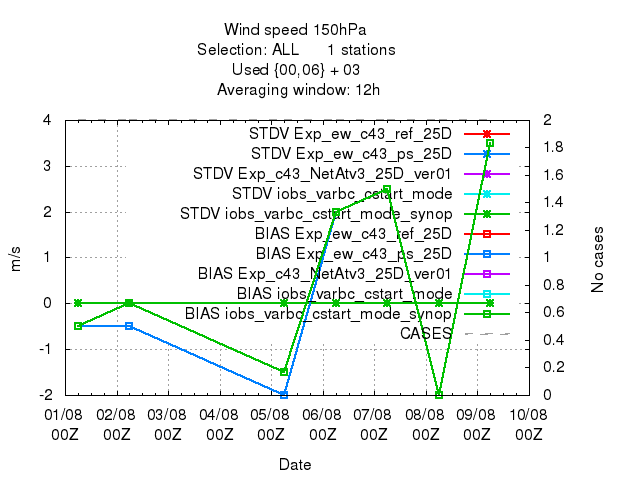 Wind speed 150hPa
Selection: ALL 1 stations
Used {00,06} + 03
Averaging window: 12h
4 2
STDV Exp_ew_c43_ref_25D
1.8
STDV Exp_ew_c43_ps_25D
3 1.6
STDV Exp_c43_NetAtv3_25D_ver01
STDV iobs_varbc_cstart_mode
1.4
2 STDV iobs_varbc_cstart_mode_synop
1.2
BIAS Exp_ew_c43_ref_25D
m/s 1 BIAS Exp_ew_c43_ps_25D 1 No cases
BIAS Exp_c43_NetAtv3_25D_ver01
0.8
BIAS iobs_varbc_cstart_mode
0 0.6
BIAS iobs_varbc_cstart_mode_synop
CASES
-1 0.4
0.2
-2 0
01/08 02/08 03/08 04/08 05/08 06/08 07/08 08/08 09/08 10/08
00Z 00Z 00Z 00Z 00Z 00Z 00Z 00Z 00Z 00Z
Date